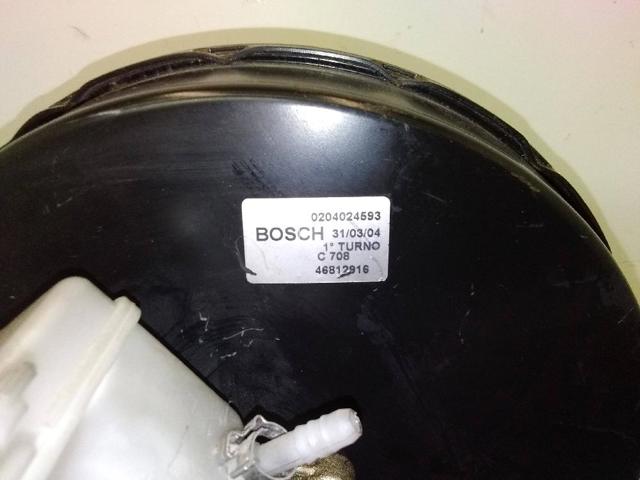 0204024593
BOSCH 31/03/04
1° TURNO
C 708
46812916